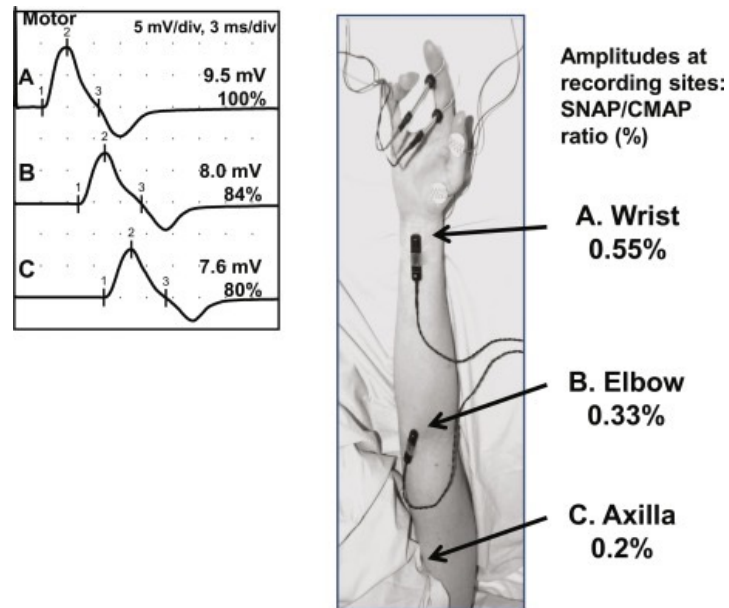 Motor
5 mV/div, 3 ms/div
2
A
9.5 mV
100%
1
3
2
B
8.0 mV
84%
1
3
2
C
7.6 mV
80%
1
3
Amplitudes at
recording sites:
SNAP/CMAP
ratio (%)
A. Wrist
0.55%
B. Elbow
0.33%
C. Axilla
0.2%